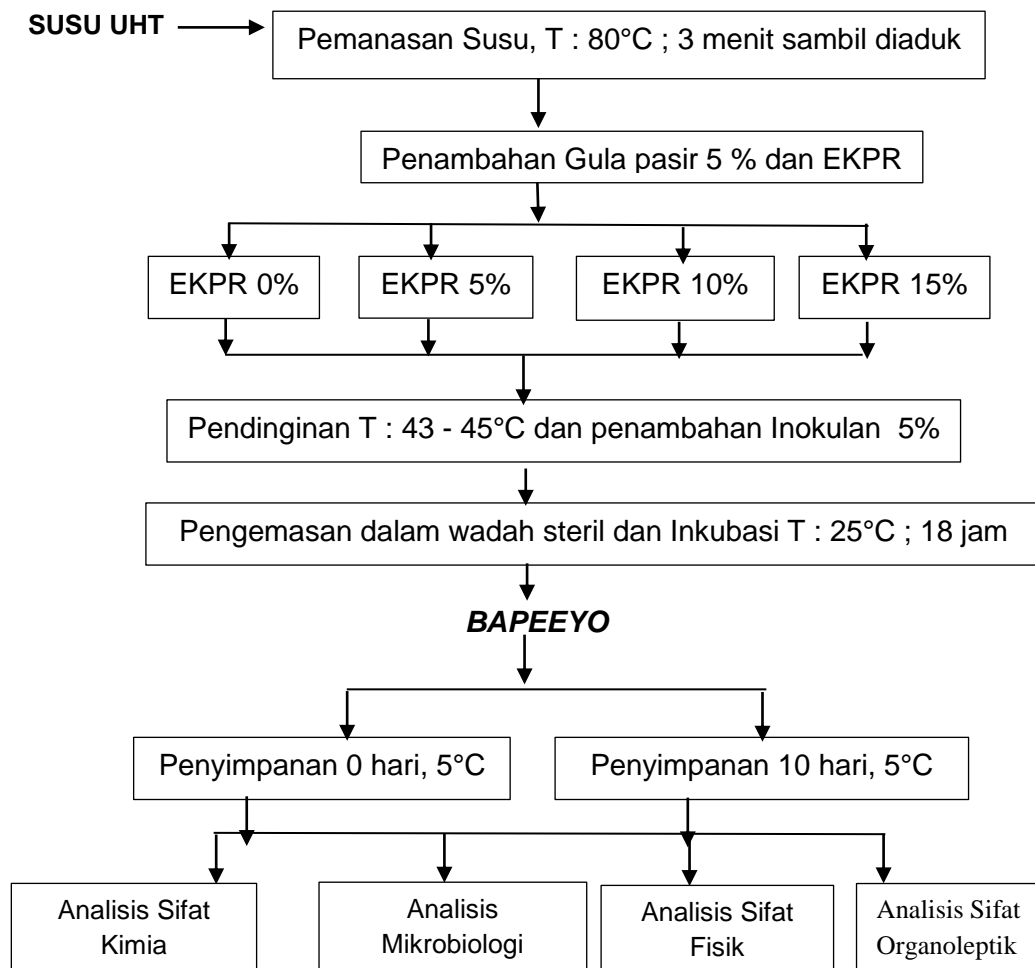 SUSU UHT
Pemanasan Susu, T : 80°C ; 3 menit sambil diaduk
Penambahan Gula pasir 5 % dan EKPR
EKPR 0%
EKPR 5%
EKPR 10%
EKPR 15%
Pendinginan T : 43 - 45°C dan penambahan Inokulan 5%
Pengemasan dalam wadah steril dan Inkubasi T : 25°C ; 18 jam
BAPEEYO
Penyimpanan 0 hari, 5°C
Penyimpanan 10 hari, 5°C
Analisis Sifat
Kimia
Analisis
Mikrobiologi
Analisis Sifat
Fisik
Analisis Sifat
Organoleptik